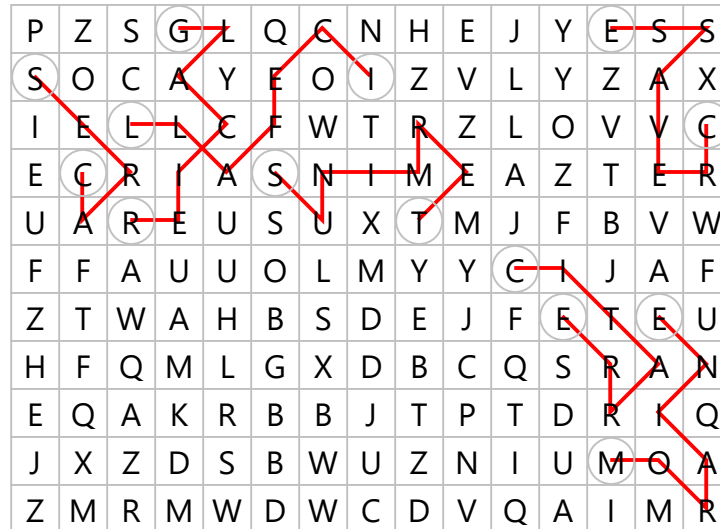 P Z S G L Q C N H E J Y E S S
S O C A Y E O I Z V L Y Z A X
I E L L C F W T R Z L O V V C
E C R I A S N I M E A Z T E R
U A R E U S U X T M J F B V W
F F A U U O L M Y Y C I J A F
Z T W A H B S D E J F E T E U
H F Q M L G X D B C Q S R A N
E Q A K R B B J T P T D R I Q
J X Z D S B W U Z N I U M O A
Z M R M W D W C D V Q A I M R